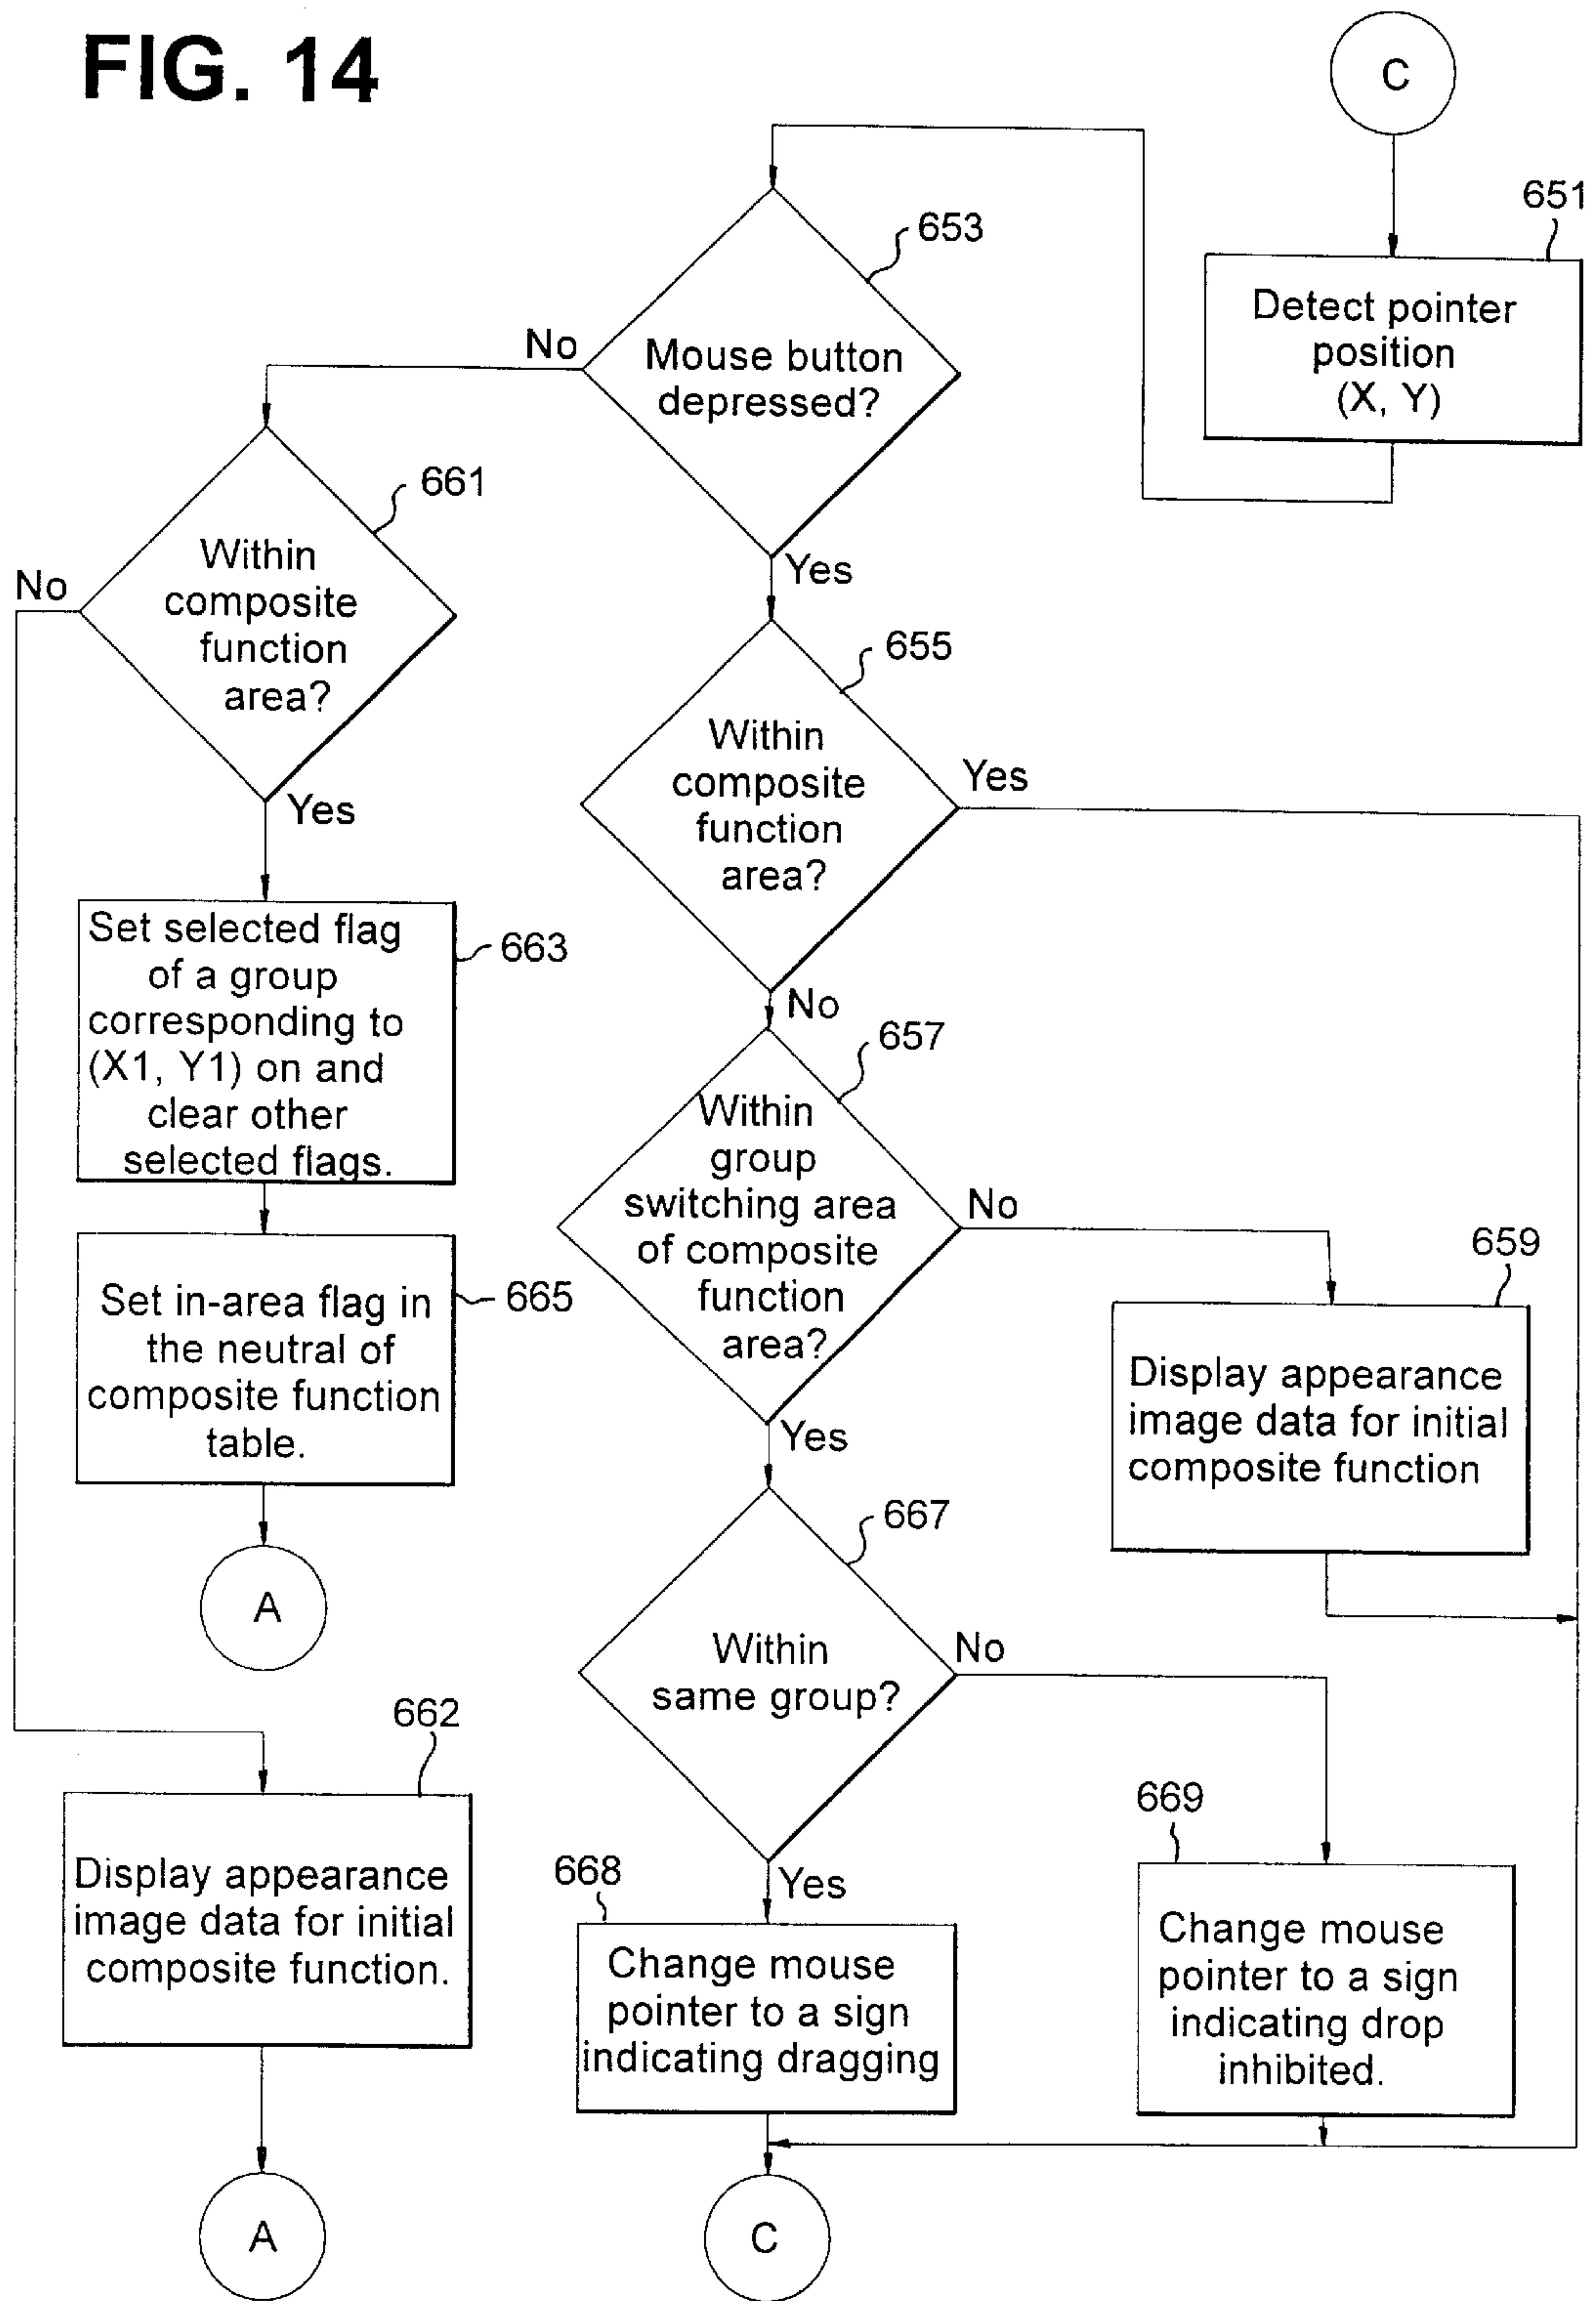 FIG. 14
C
651
Detect pointer
position
(X, Y)
653
Mouse button
depressed?
No
Yes
661
Within
composite
function
area?
No
Yes
655
Within
composite
function
area?
Yes
No
663
Set selected flag
of a group
corresponding to
(X1, Y1) on and
clear other
selected flags.
657
Within
group
switching area
of composite
function
area?
No
Yes
665
Set in-area flag in
the neutral of
composite function
table.
A
659
Display appearance
image data for initial
composite function
667
Within
same group?
No
Yes
662
Display appearance
image data for initial
composite function.
A
668
Change mouse
pointer to a sign
indicating dragging
669
Change mouse
pointer to a sign
indicating drop
inhibited.
C